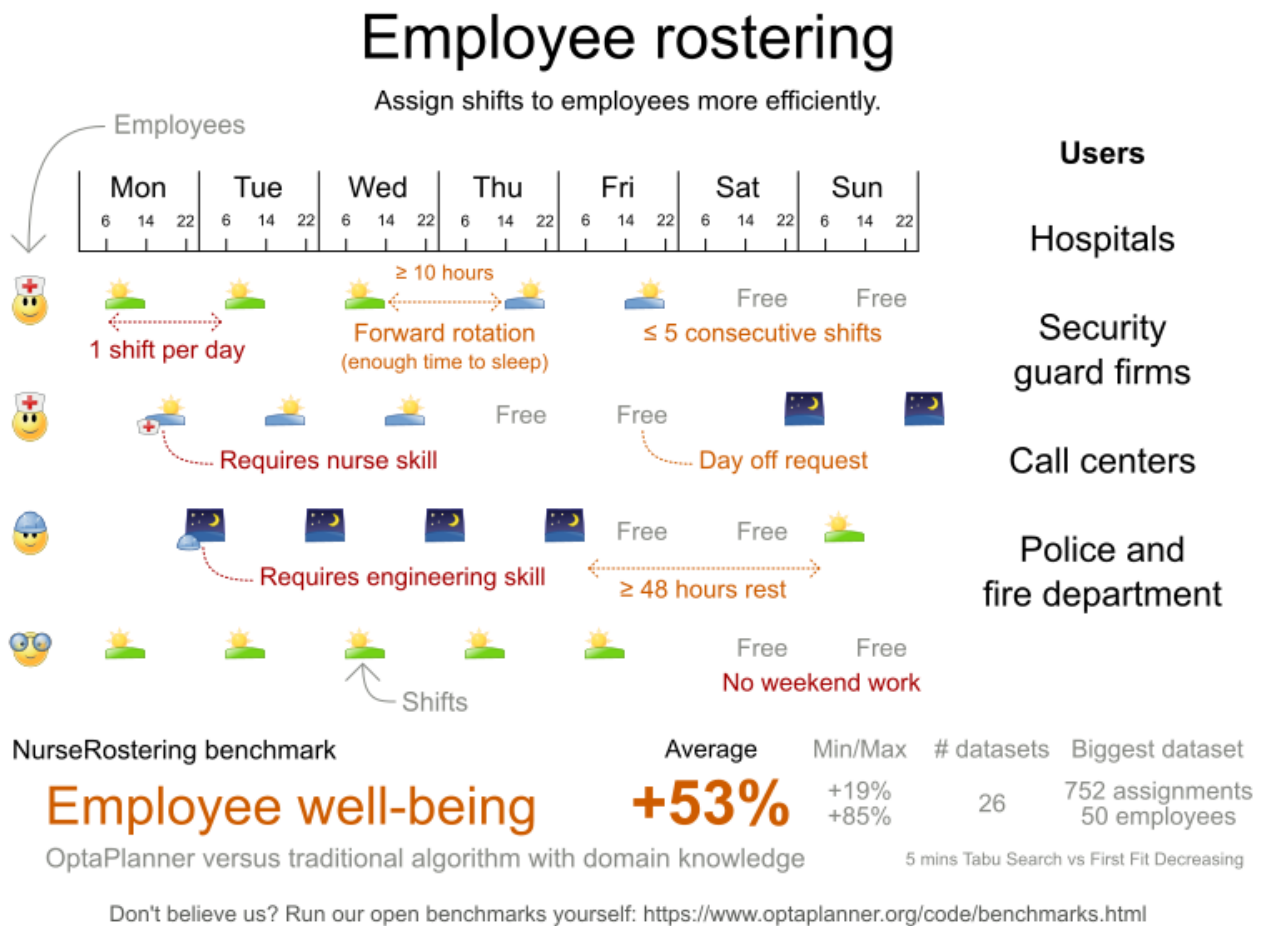 Employee rostering
Assign shifts to employees more efficiently.
Employees
Users
Mon Tue Wed Thu Fri Sat Sun
6 14 22 6 14 22 6 14 22 6 14 22 6 14 22 6 14 22 6 14 22
Hospitals
≥ 10 hours
Free Free
1 shift per day
Forward rotation
(enough time to sleep)
≤ 5 consecutive shifts
Security
guard firms
Free Free
Requires nurse skill
Day off request
Call centers
Free Free
Requires engineering skill
≥ 48 hours rest
Police and
fire department
Free Free
No weekend work
Shifts
NurseRostering benchmark
Average Min/Max # datasets Biggest dataset
Employee well-being
+53%
+19%
+85%
26
752 assignments
50 employees
OptaPlanner versus traditional algorithm with domain knowledge
5 mins Tabu Search vs First Fit Decreasing
Don't believe us? Run our open benchmarks yourself: https://www.optaplanner.org/code/benchmarks.html